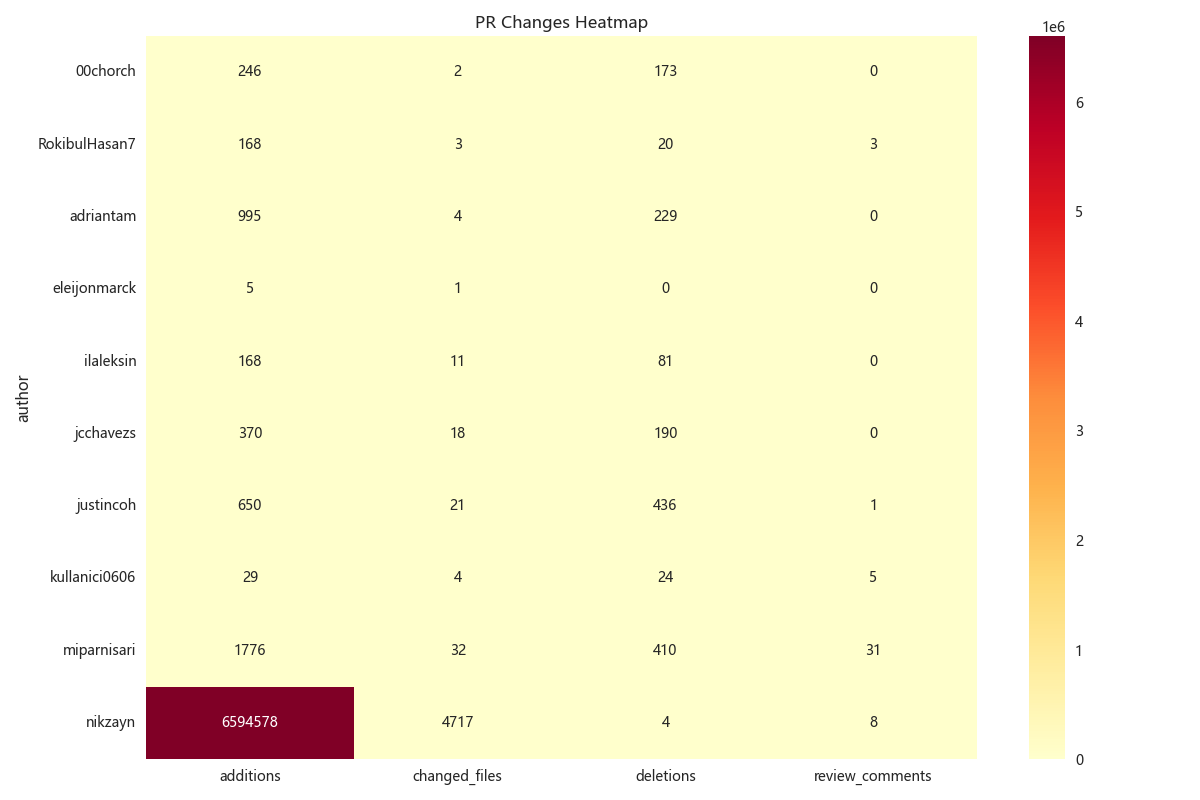 PR Changes Heatmap
1e6
00chorch 246 2 173 0
RokibulHasan7 168 3 20 3
adriantam 995 4 229 0
eleijonmarck 5 1 0 0
ilaleksin 168 11 81 0
jcchavezs 370 18 190 0
justincoh 650 21 436 1
kullanici0606 29 4 24 5
miparnisari 1776 32 410 31
nikzayn 6594578 4717 4 8
author
additions changed_files deletions review_comments
6
5
4
3
2
1
0